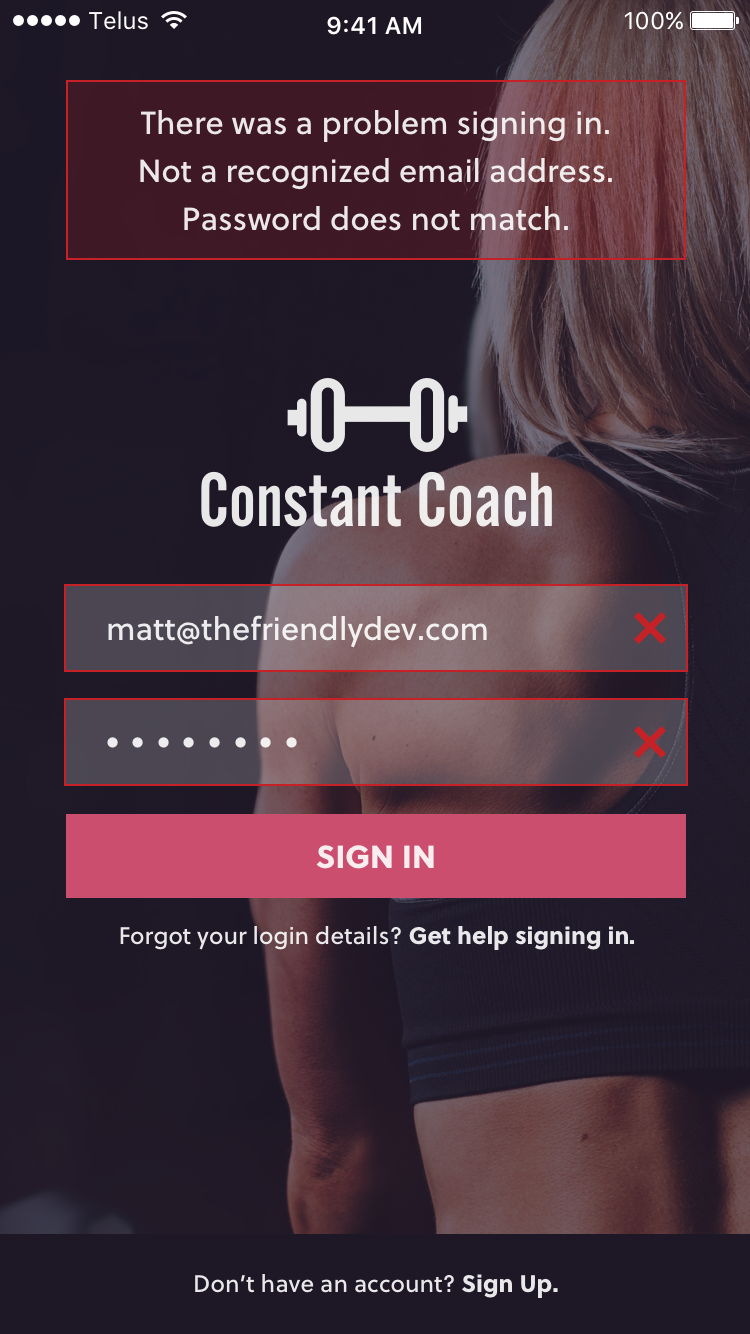 Telus 9:41 AM 100%
There was a problem signing in.
Not a recognized email address.
Password does not match.
Constant Coach
matt@thefriendlydev.com
••••••••
SIGN IN
Forgot your login details? Get help signing in.
Don’t have an account? Sign Up.